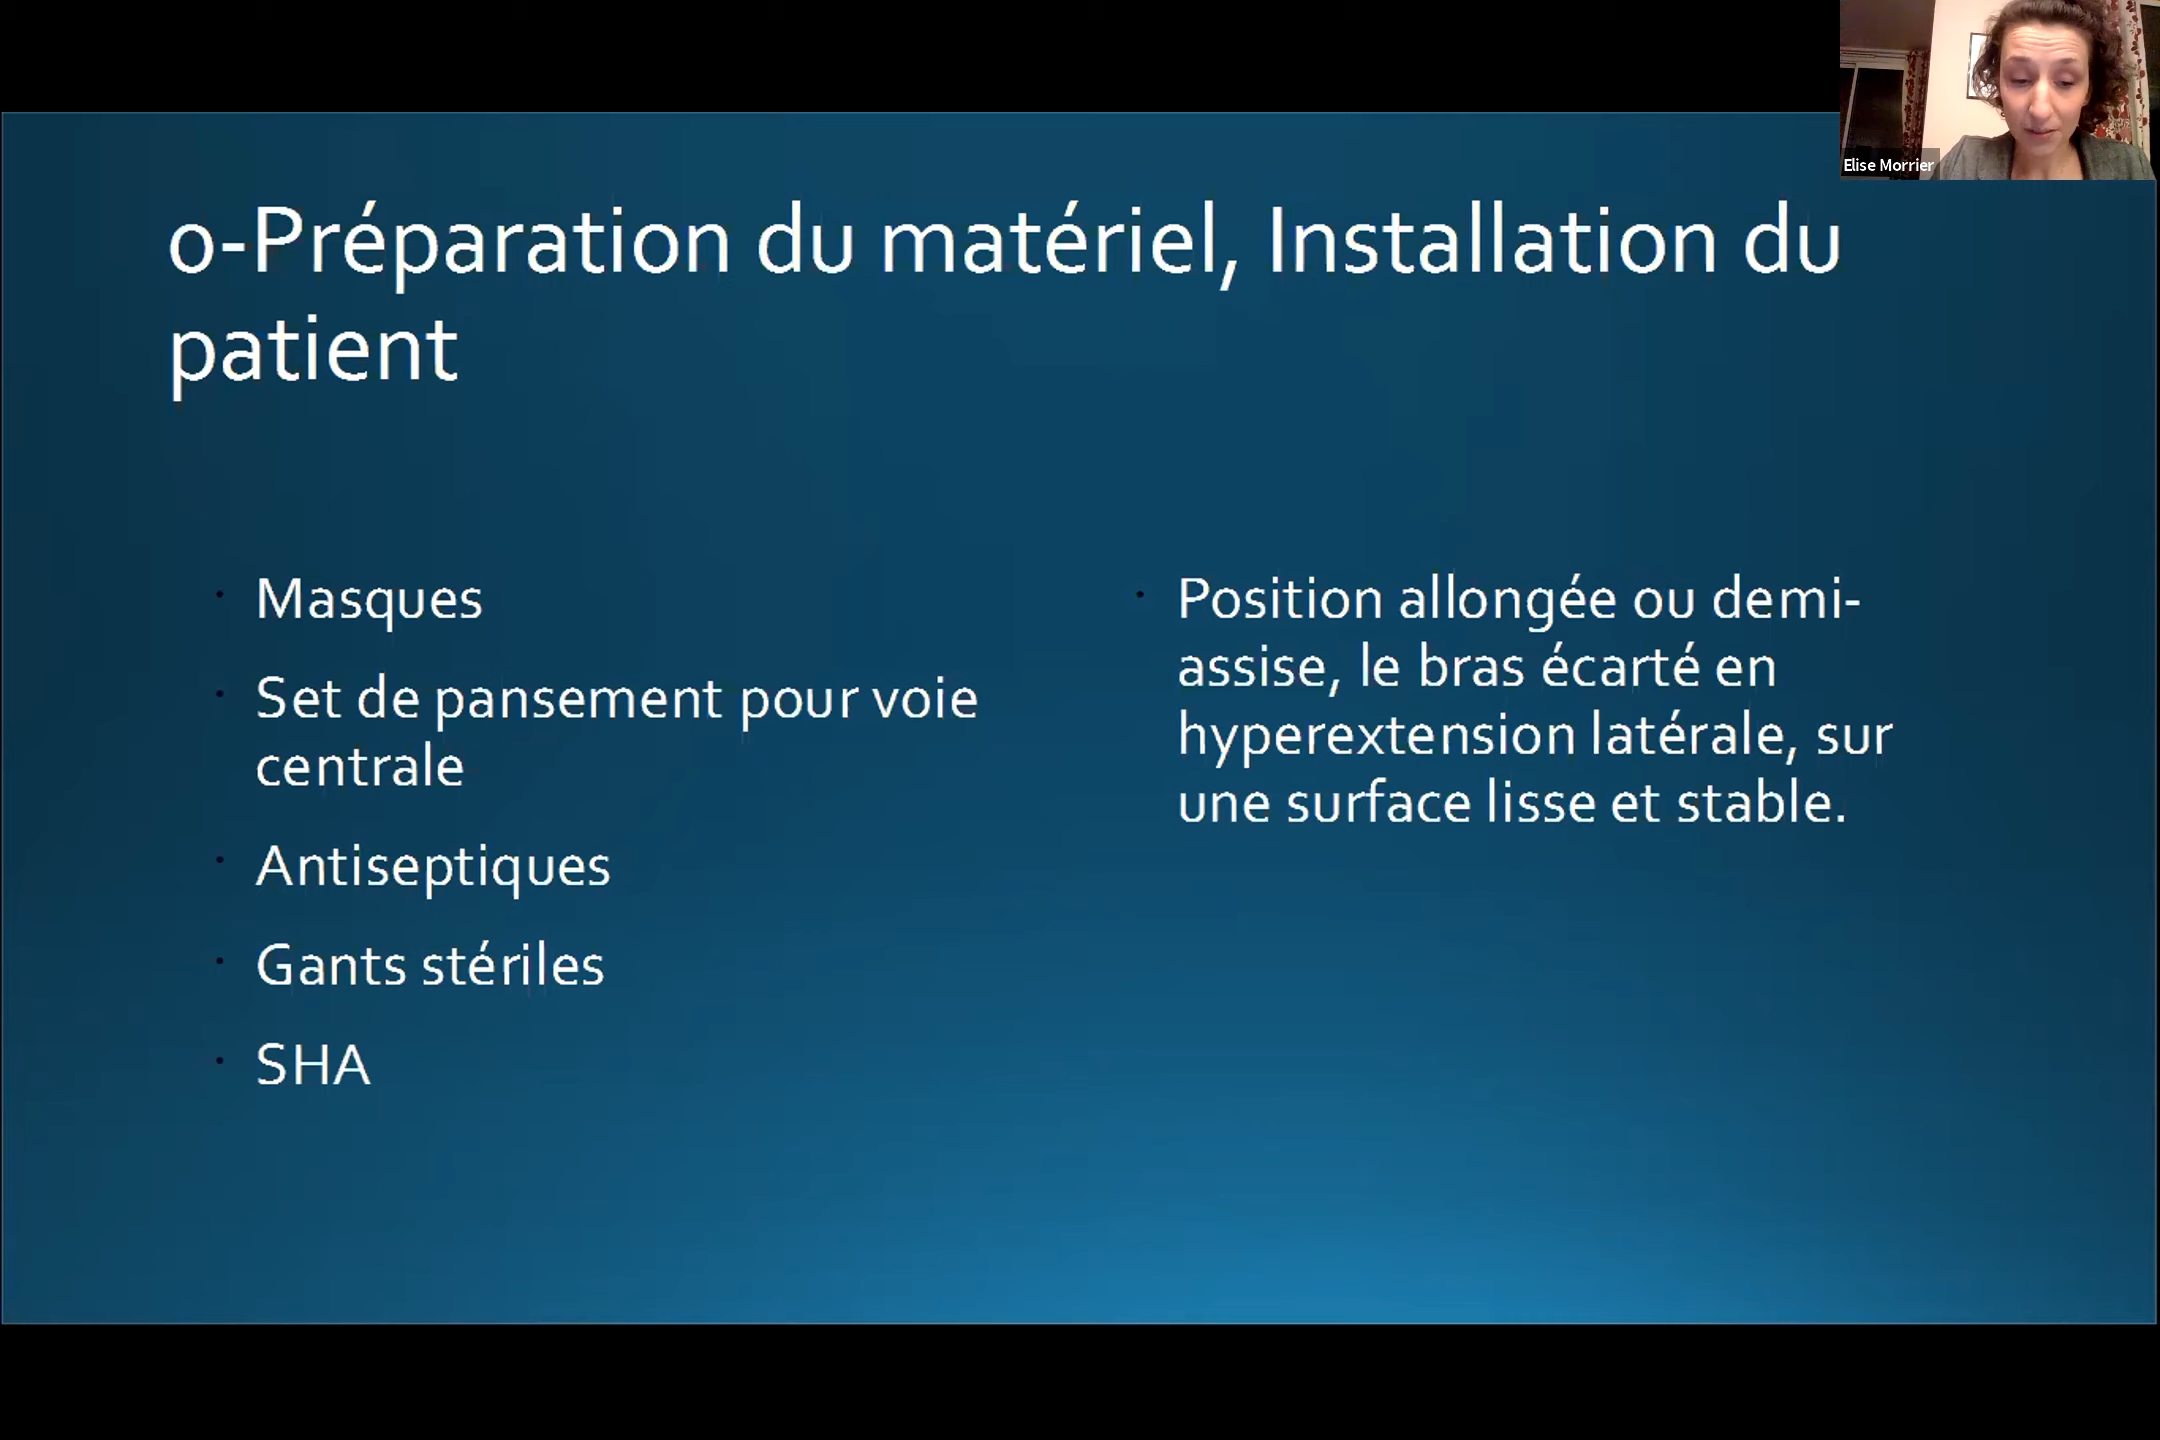 Elise Morrier
0-Préparation du matériel, Installation du
patient
Masques
Set de pansement pour voie
centrale
Antiseptiques
Gants stériles
SHA
Position allongée ou demi-
assise, le bras écarté en
hyperextension latérale, sur
une surface lisse et stable.